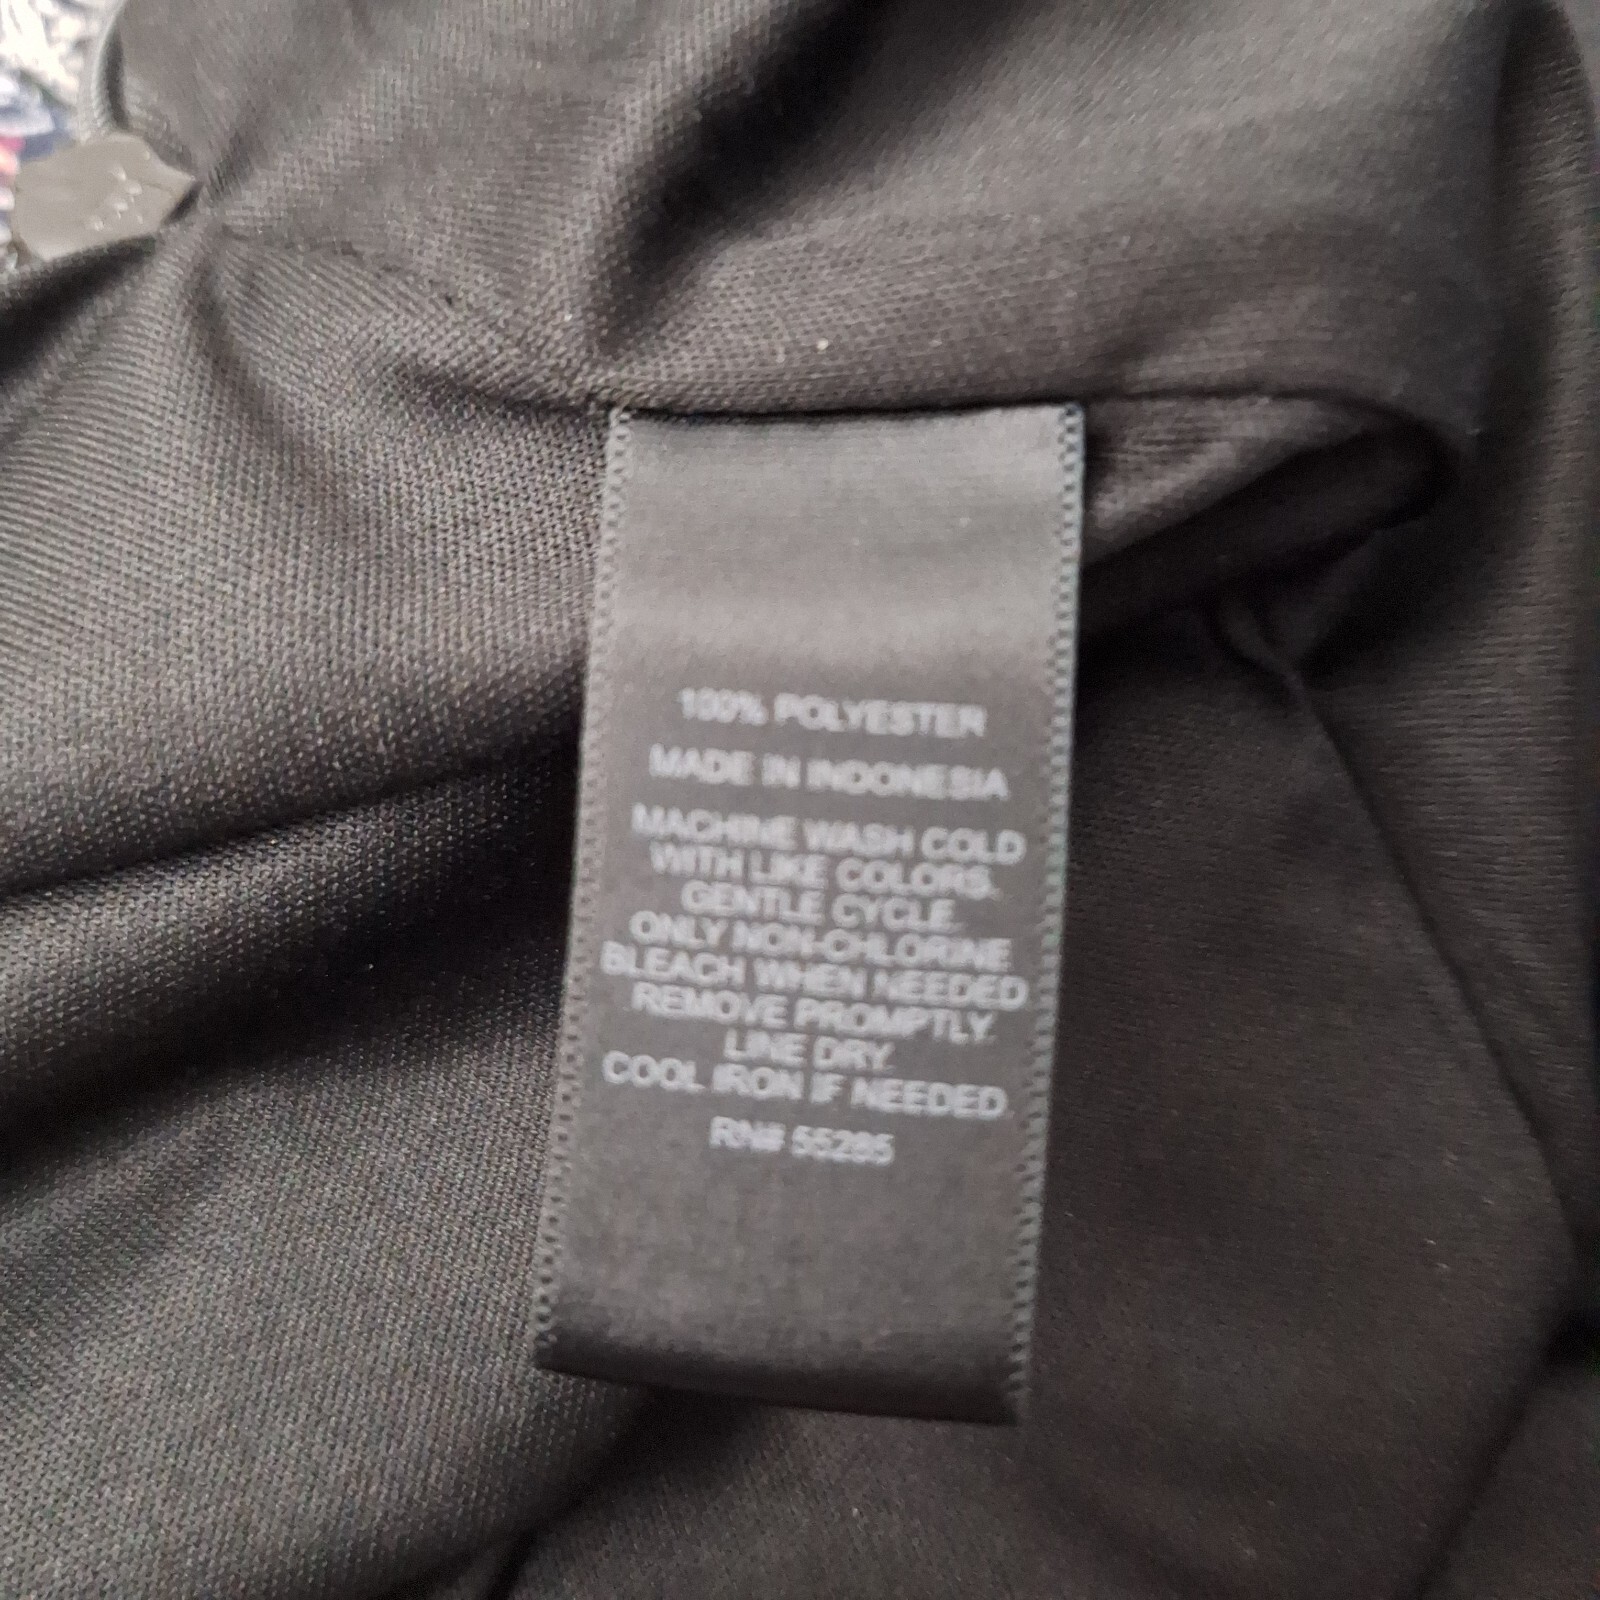 100% POLYESTER
MADE IN INDONESIA
MACHINE WASH COLD
WITH LIKE COLORS.
GENTLE CYCLE.
ONLY NON-CHLORINE
BLEACH WHEN NEEDED
REMOVE PROMPTLY.
LINE DRY.
COOL IRON IF NEEDED.
RN# 55285